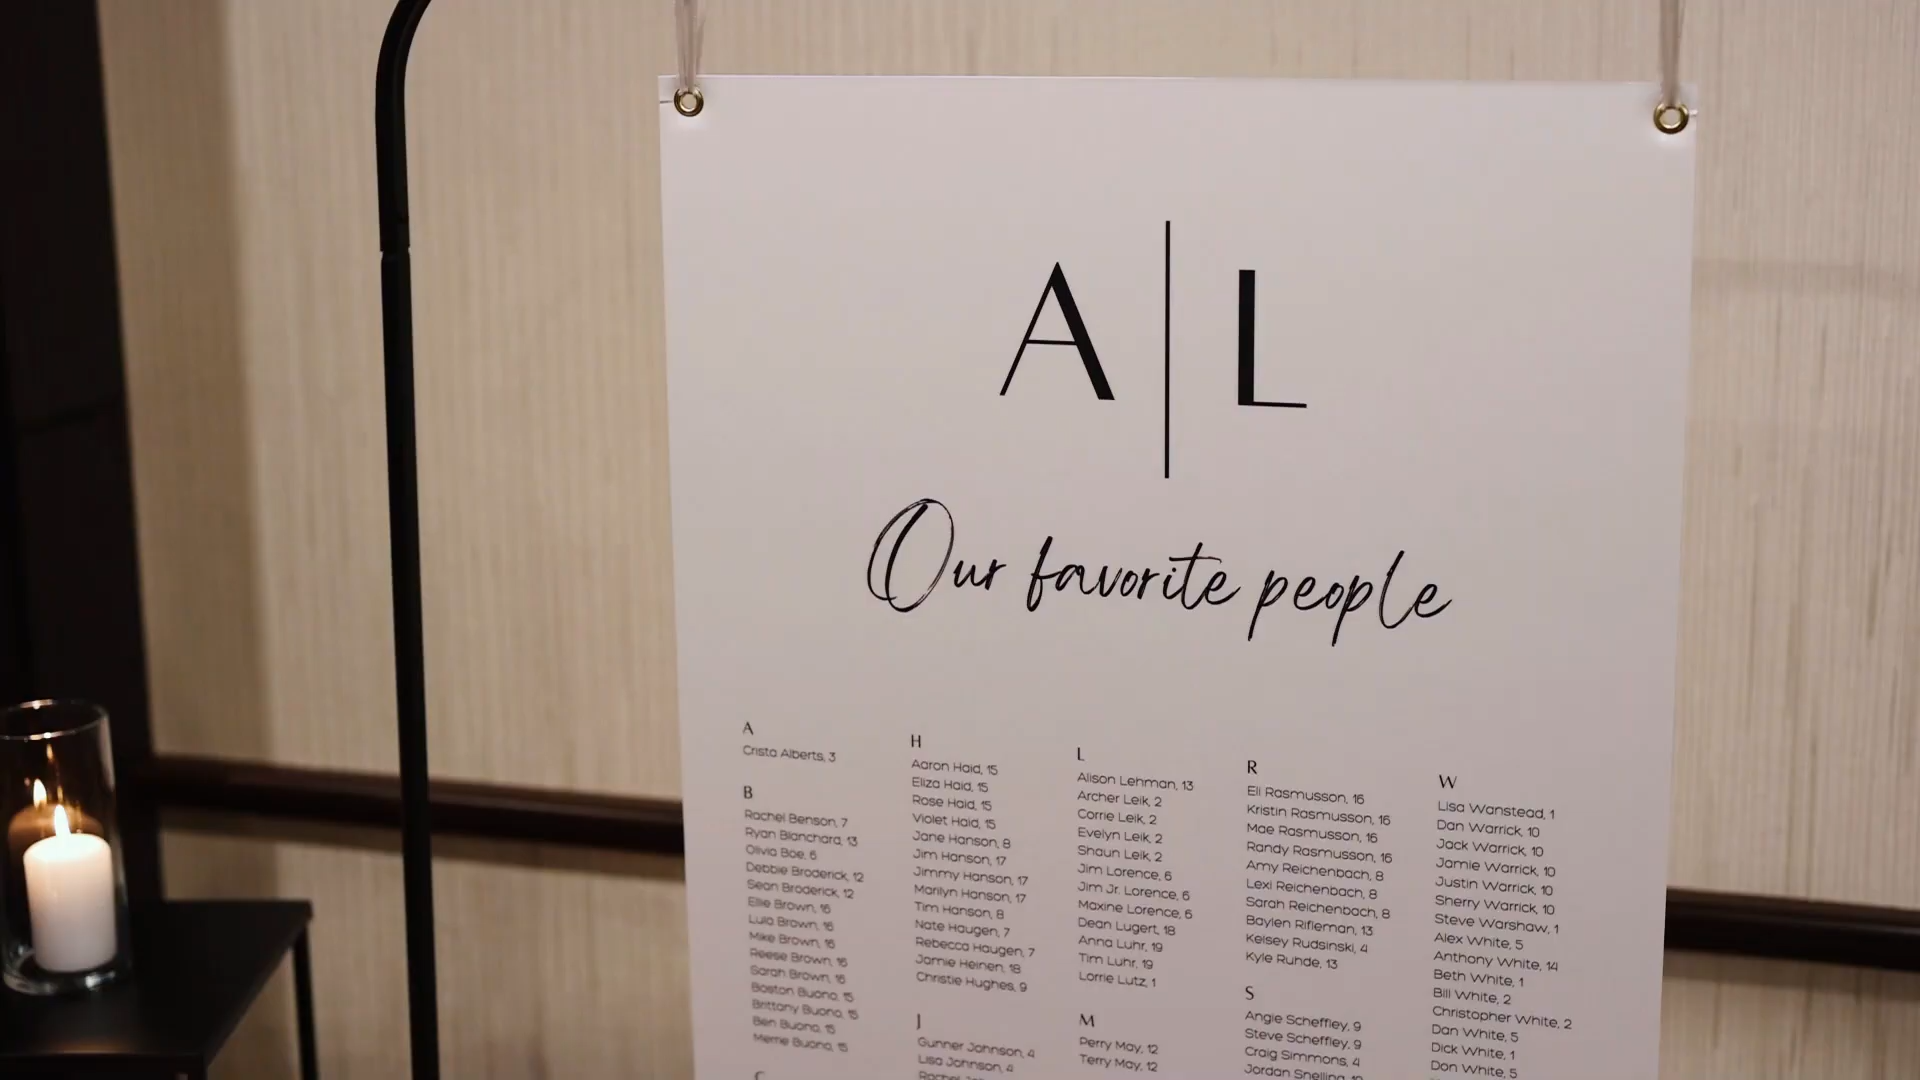 A | L
Our favorite people
A
Crista Alberts, 3
B
Rachel Benson, 7
Ryan Blanchard, 13
Olivia Boe, 6
Debbie Broderick, 12
Sean Broderick, 12
Ellie Brown, 16
Lula Brown, 16
Mike Brown, 16
Reese Brown, 16
Sarah Brown, 16
Boston Buono, 15
Brittany Buono, 15
Ben Buono, 15
Merrie Buono, 15
C
H
Aaron Haid, 15
Eliza Haid, 15
Rose Haid, 15
Violet Haid, 15
Jane Hanson, 8
Jim Hanson, 17
Jimmy Hanson, 17
Marilyn Hanson, 17
Tim Hanson, 8
Nate Haugen, 7
Rebecca Haugen, 7
Jamie Heinen, 18
Christie Hughes, 9
J
Gunner Johnson, 4
Lisa Johnson, 4
Rachel
L
Alison Lehman, 13
Archer Leik, 2
Corrie Leik, 2
Evelyn Leik, 2
Shaun Leik, 2
Jim Lorence, 6
Jim Jr. Lorence, 6
Maxine Lorence, 6
Dean Lugert, 18
Anna Luhr, 19
Tim Luhr, 19
Lorrie Lutz, 1
M
Perry May, 12
Terry May, 12
R
Eli Rasmusson, 16
Kristin Rasmusson, 16
Mae Rasmusson, 16
Randy Rasmusson, 16
Amy Reichenbach, 8
Lexi Reichenbach, 8
Sarah Reichenbach, 8
Baylen Rifleman, 13
Kelsey Rudsinski, 4
Kyle Ruhde, 13
S
Angie Scheffley, 9
Steve Scheffley, 9
Craig Simmons, 4
Jordan Snelling,
W
Lisa Wanstead, 1
Dan Warrick, 10
Jack Warrick, 10
Jamie Warrick, 10
Justin Warrick, 10
Sherry Warrick, 10
Steve Warshaw, 1
Alex White, 5
Anthony White, 14
Beth White, 1
Bill White, 2
Christopher White, 2
Dan White, 5
Dick White, 1
Don White, 5